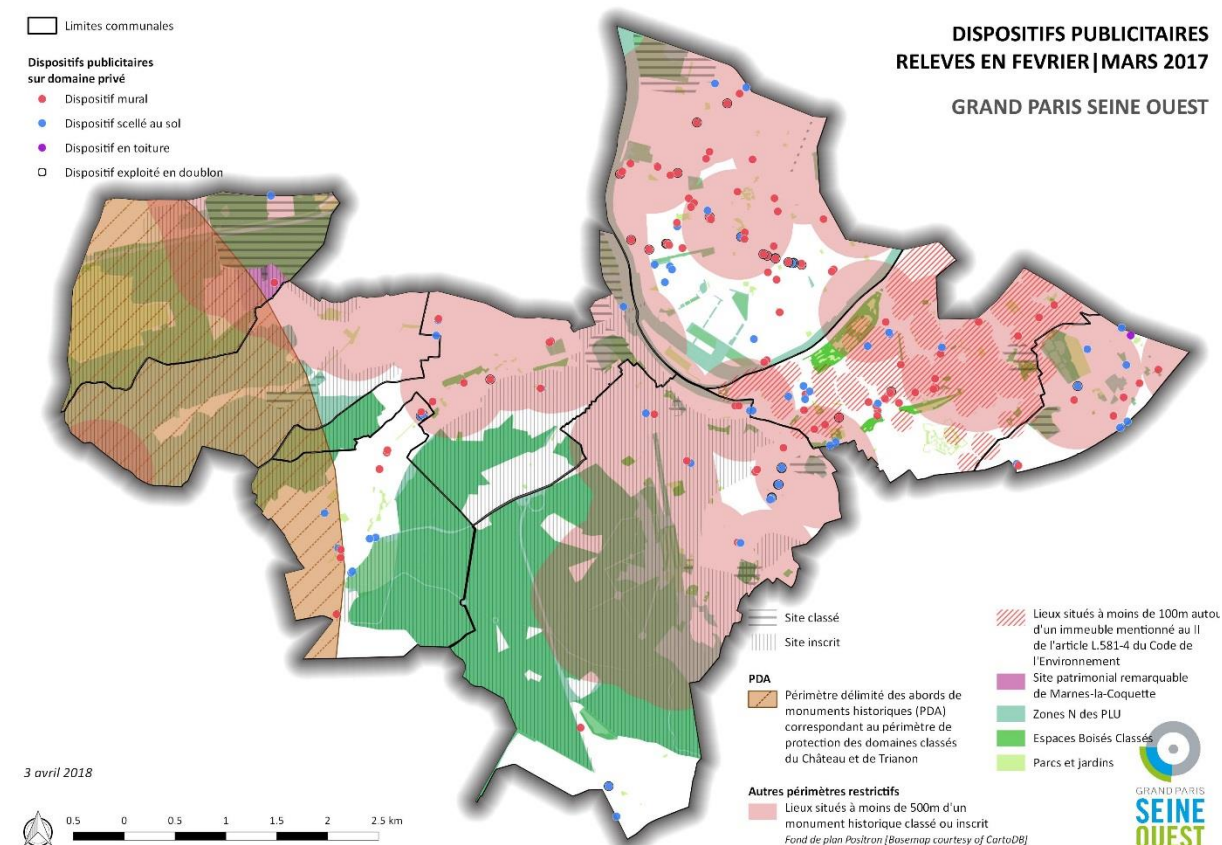 Limites communales
Dispositifs publicitaires
sur domaine privé
Dispositif mural
Dispositif scellé au sol
Dispositif en toiture
Dispositif exploité en doublon
DISPOSITIFS PUBLICITAIRES
RELEVES EN FEVRIER|MARS 2017
GRAND PARIS SEINE OUEST
Site classé
Site inscrit
PDA
Périmètre délimité des abords de
monuments historiques (PDA)
correspondant au périmètre de
protection des domaines classés
du Château et de Trianon
Autres périmètres restrictifs
Lieux situés à moins de 500m d'un
monument historique classé ou inscrit
Fond de plan Positron [Basemap courtesy of CartoDB]
Lieux situés à moins de 100m autou
d'un immeuble mentionné au II
de l'article L.581-4 du Code de
l'Environnement
Site patrimonial remarquable
de Marnes-la-Coquette
Zones N des PLU
Espaces Boisés Classés
Parcs et jardins
GRAND PARIS
SEINE
OUEST
3 avril 2018
0.5 0 0.5 1 1.5 2 2.5 km